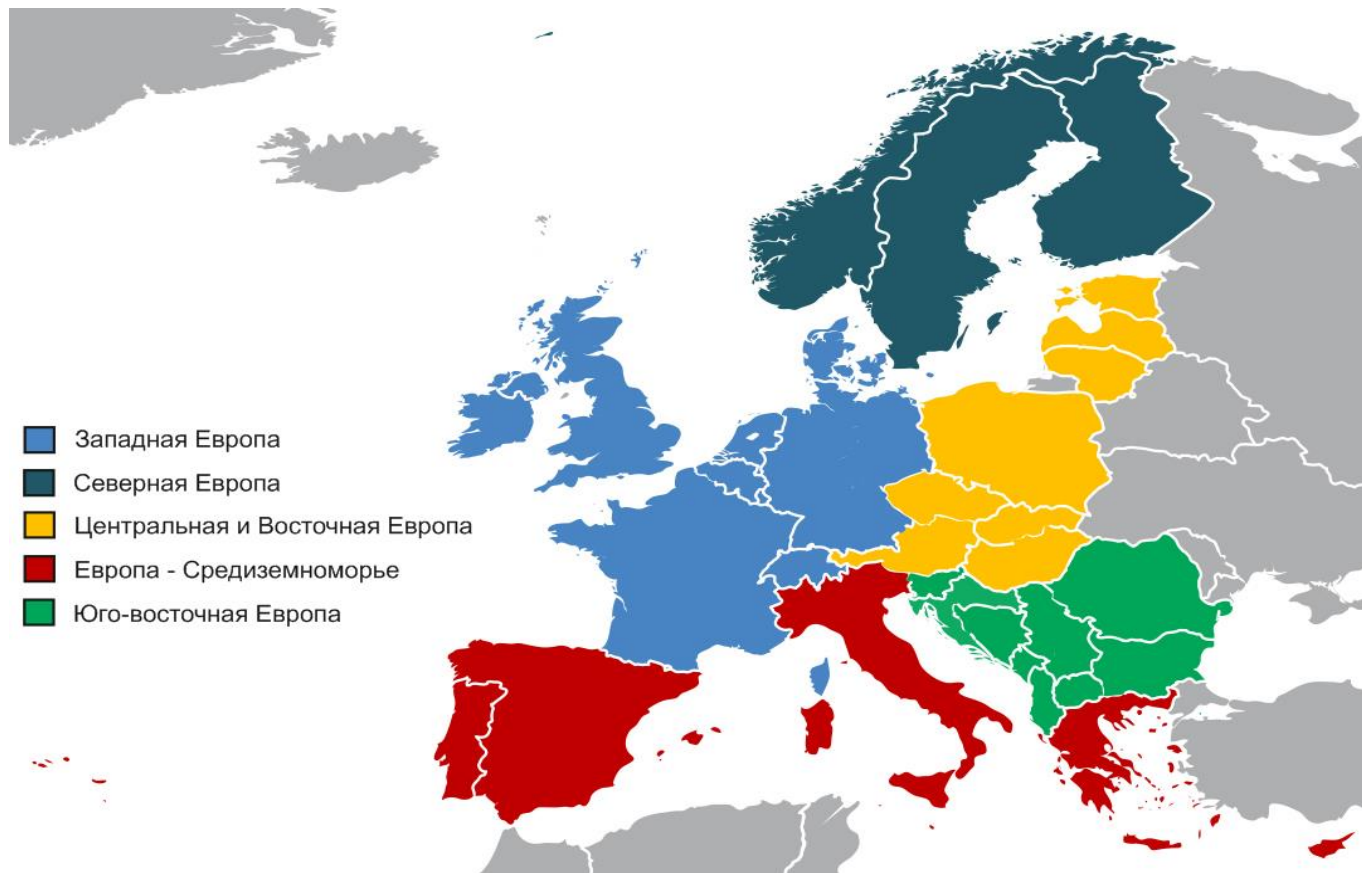 Западная Европа
Северная Европа
Центральная и Восточная Европа
Европа - Средиземноморье
Юго-восточная Европа